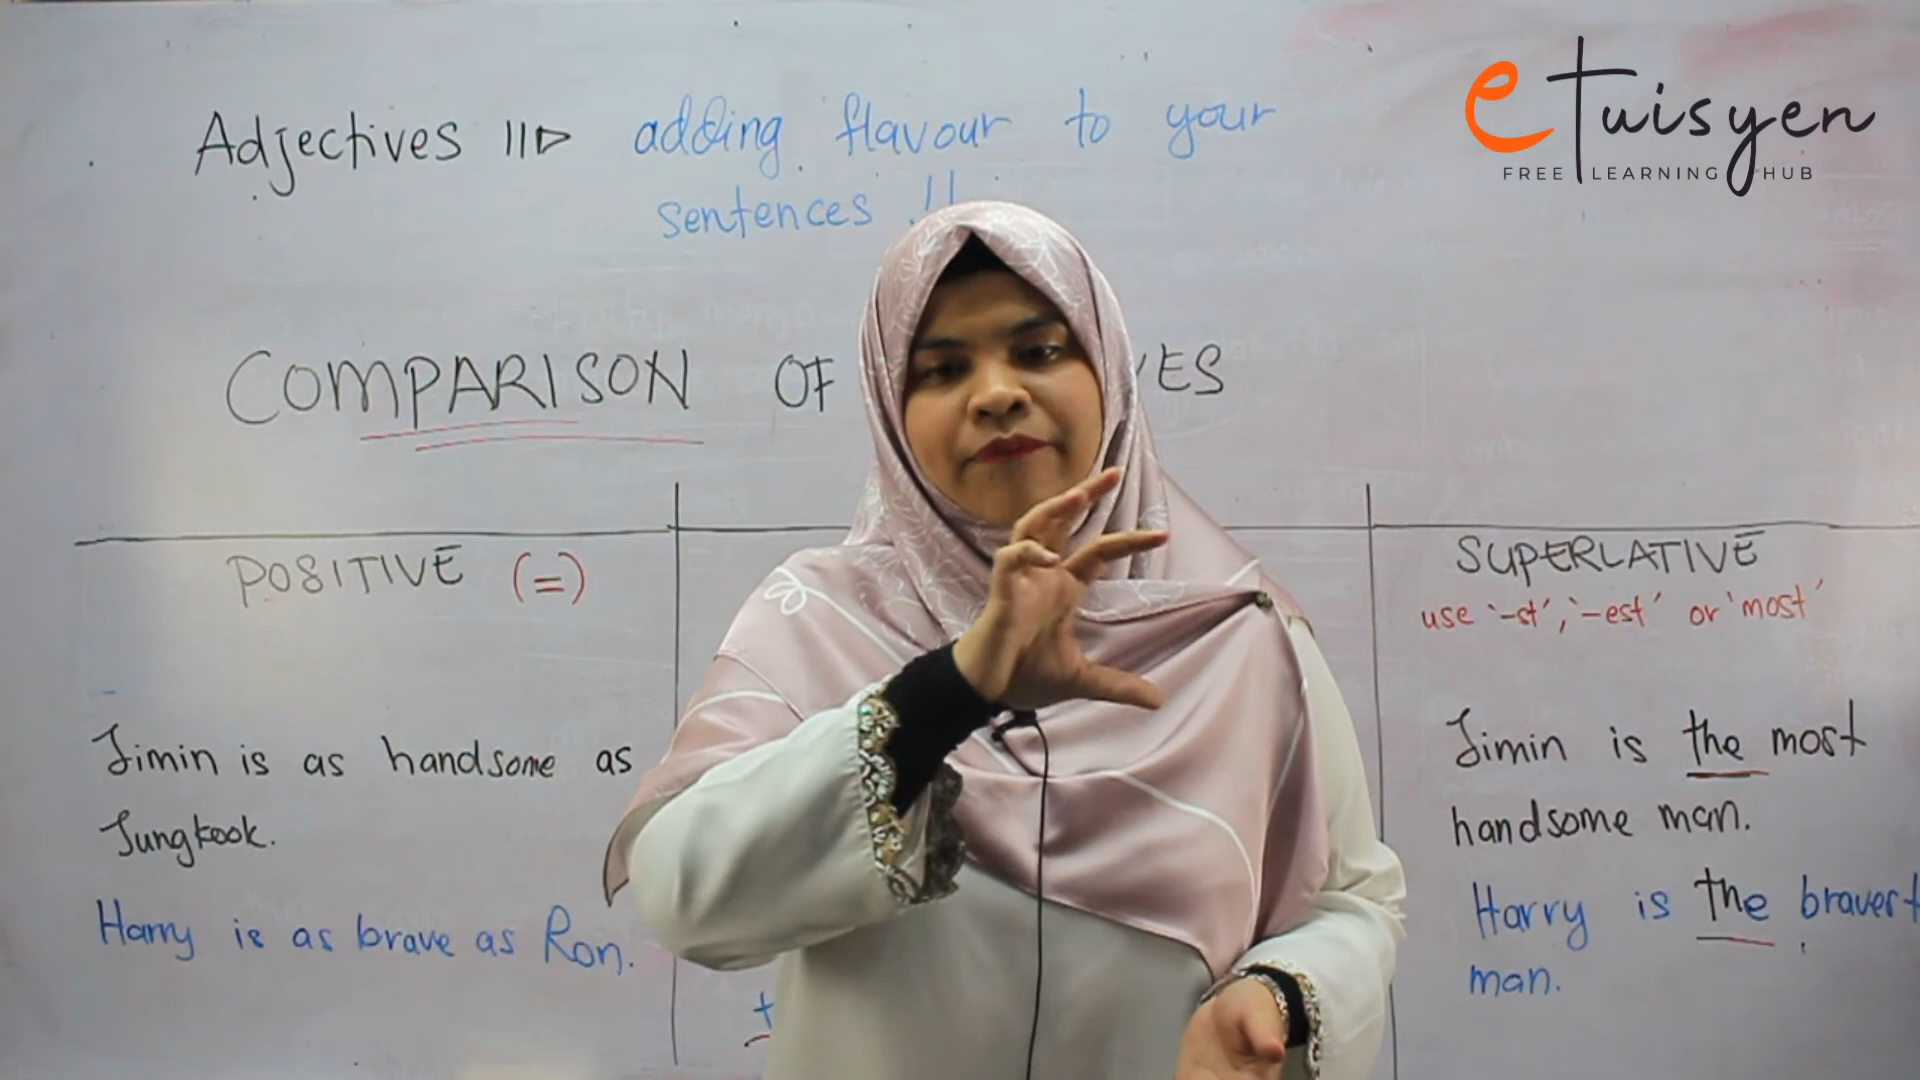 Adjectives ⇒ adding flavour to your
sentences !!
eTuisyen
FREE LEARNING HUB
COMPARISON OF VES
POSITIVE (=)
Jimin is as handsome as
Jungkook.
Harry is as brave as Ron.
SUPERLATIVE
use '-st', '-est' or 'most'
Jimin is the most
handsome man.
Harry is the bravest
man.